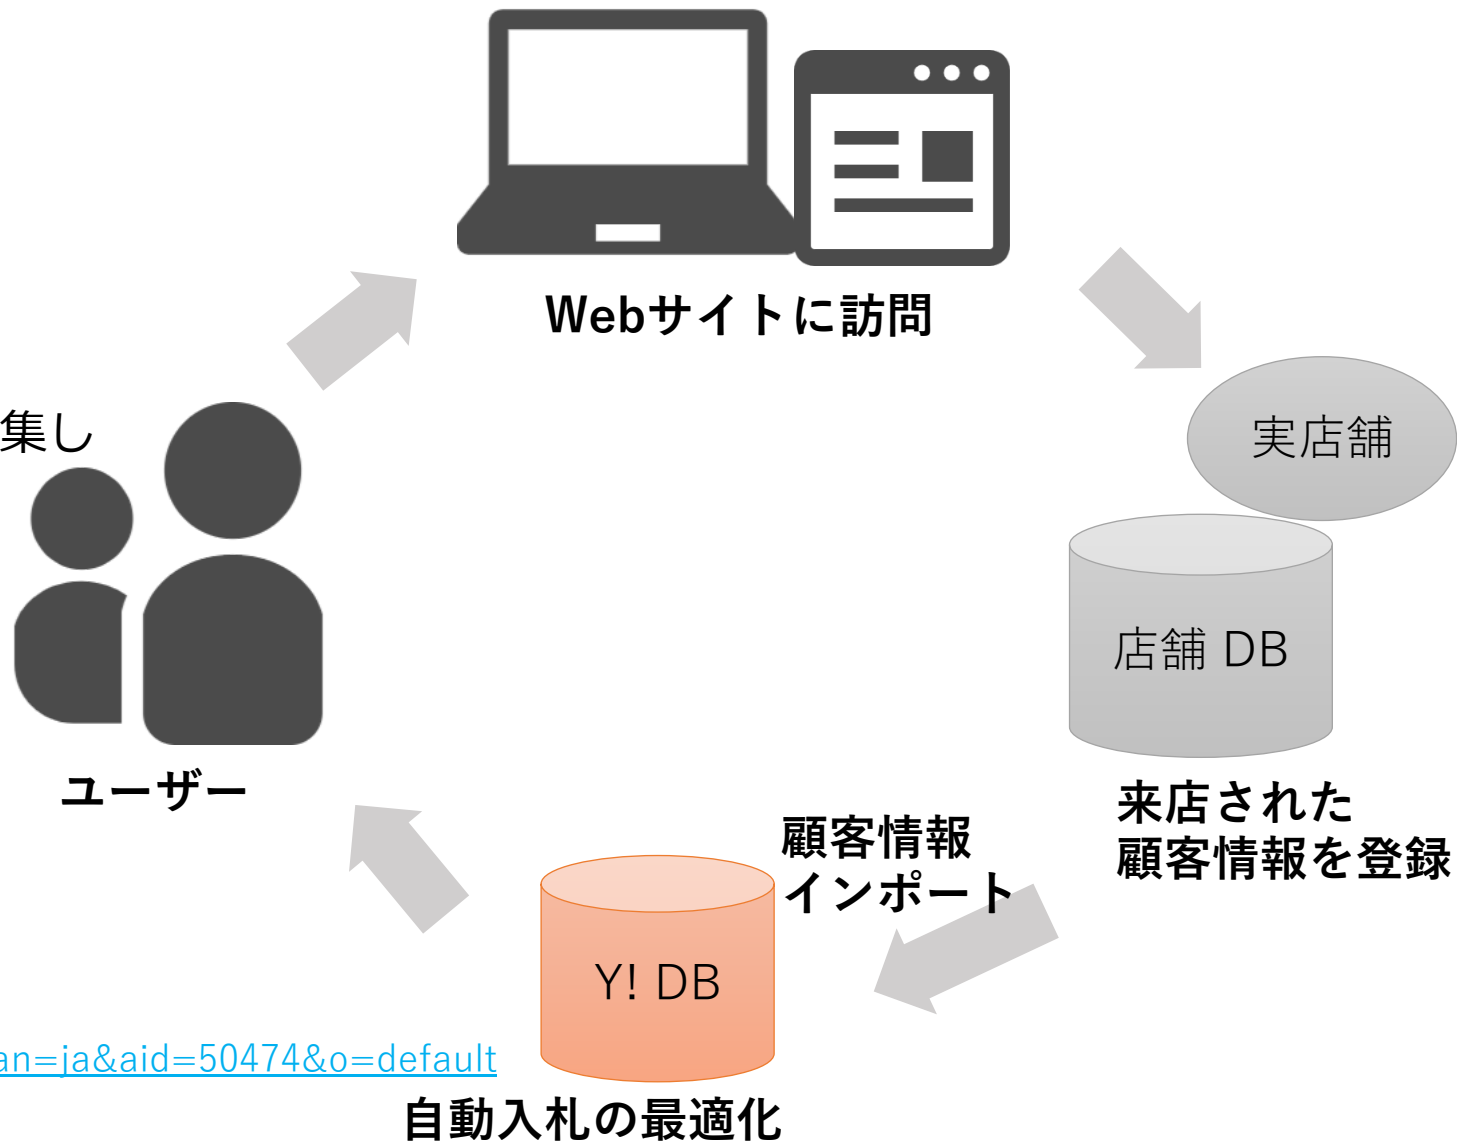 Webサイトに訪問
集し
実店舗
店舗 DB
ユーザー
来店された
顧客情報を登録
顧客情報
インポート
Y! DB
an=ja&aid=50474&o=default
自動入札の最適化